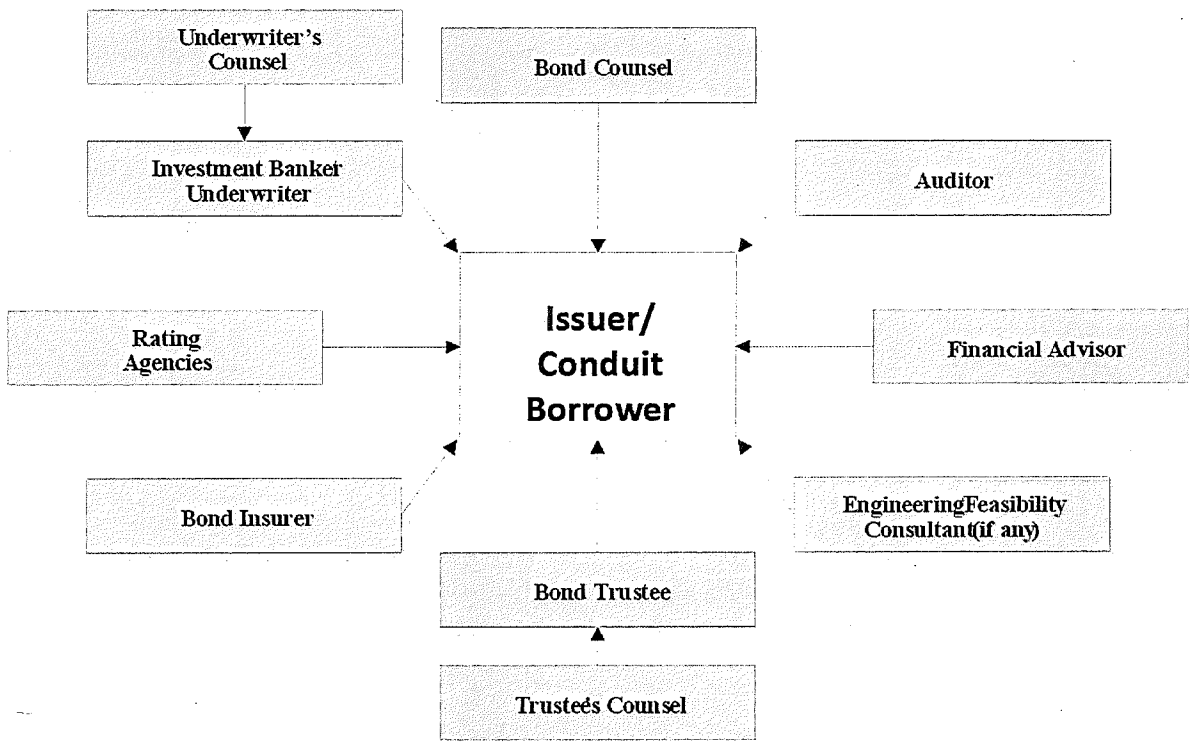 Underwriter's
Counsel
Bond Counsel
Investment Banker
Underwriter
Auditor
Rating
Agencies
Issuer/
Conduit
Borrower
Financial Advisor
Bond Insurer
EngineeringFeasibility
Consultant(if any)
Bond Trustee
Trustee's Counsel